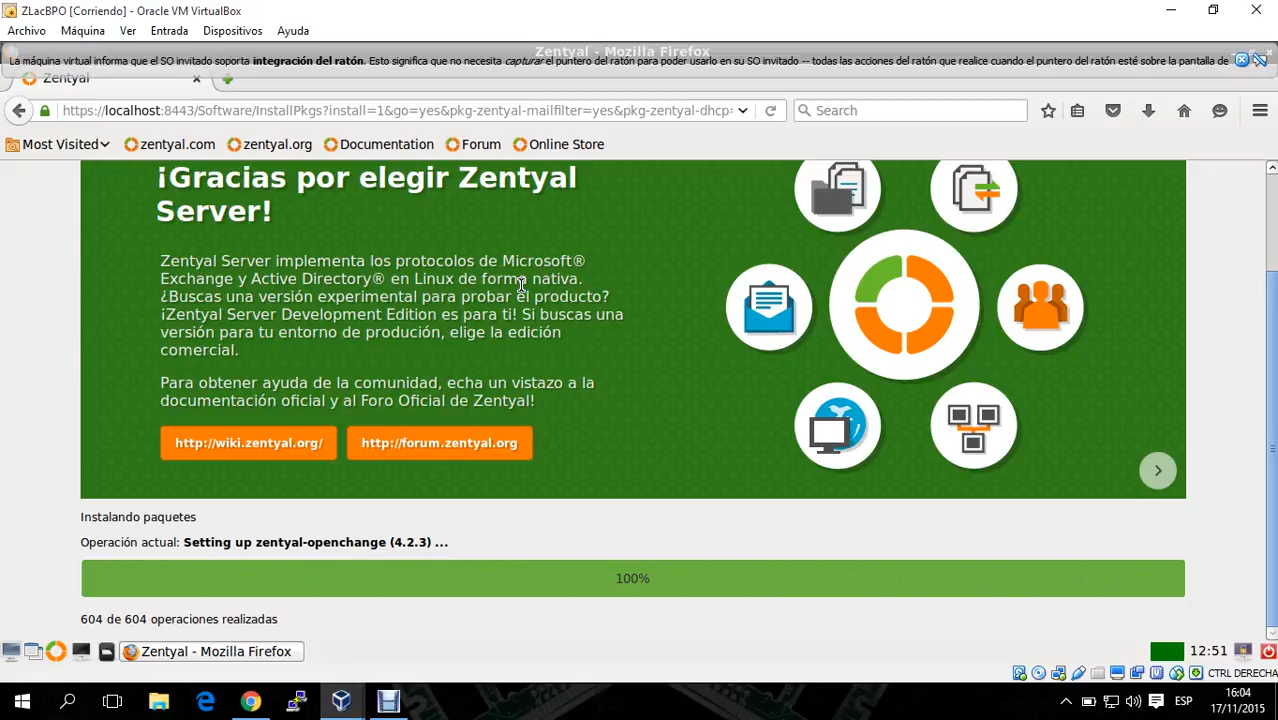 ZLacBPO [Corriendo] - Oracle VM VirtualBox
Archivo Máquina Ver Entrada Dispositivos Ayuda
Zentyal - Mozilla Firefox
La máquina virtual informa que el SO invitado soporta integración del ratón. Esto significa que no necesita capturar el puntero del ratón para poder usarlo en su SO invitado -- todas las acciones del ratón que realice cuando el puntero del ratón esté sobre la pantalla de
Zentyal
https://localhost:8443/Software/InstallPkgs?install=1&go=yes&pkg-zentyal-mailfilter=yes&pkg-zentyal-dhcp=
Search
Most Visited zentyal.com zentyal.org Documentation Forum Online Store
¡Gracias por elegir Zentyal
Server!
Zentyal Server implementa los protocolos de Microsoft®
Exchange y Active Directory® en Linux de forma nativa.
¿Buscas una versión experimental para probar el producto?
¡Zentyal Server Development Edition es para ti! Si buscas una
versión para tu entorno de produción, elige la edición
comercial.
Para obtener ayuda de la comunidad, echa un vistazo a la
documentación oficial y al Foro Oficial de Zentyal!
http://wiki.zentyal.org/ http://forum.zentyal.org
Instalando paquetes
Operación actual: Setting up zentyal-openchange (4.2.3) ...
100%
604 de 604 operaciones realizadas
Zentyal - Mozilla Firefox
12:51
CTRL DERECHA
ESP
16:04
17/11/2015